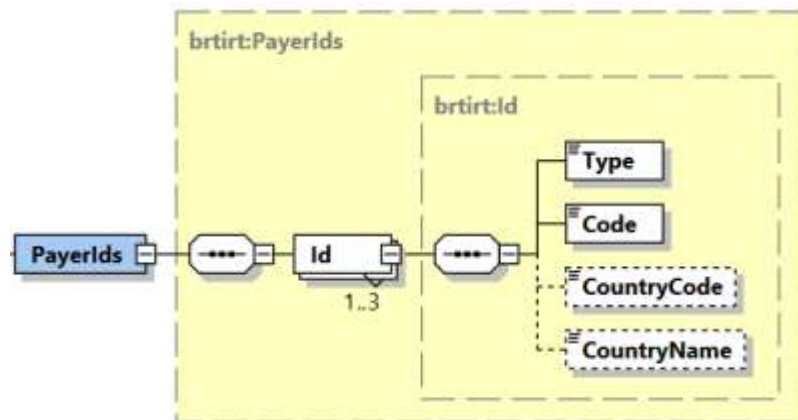 brtirt:PayerIds
brtirt:Id
Type
Code
PayerIds
Id
1..3
CountryCode
CountryName